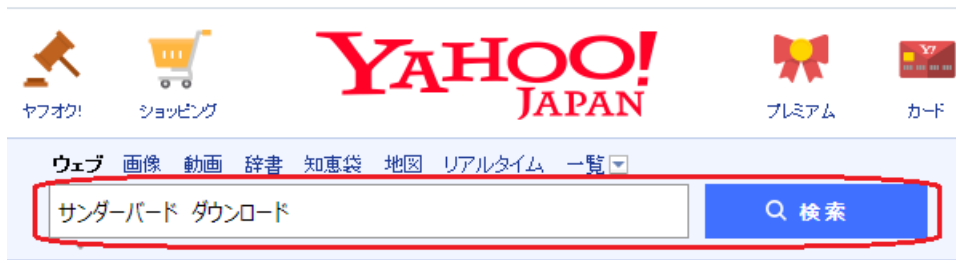 YAHOO!
JAPAN
ヤフオク! ショッピング プレミアム カード
Y!
ウェブ 画像 動画 辞書 知恵袋 地図 リアルタイム 一覧
サンダーバード ダウンロード 検索